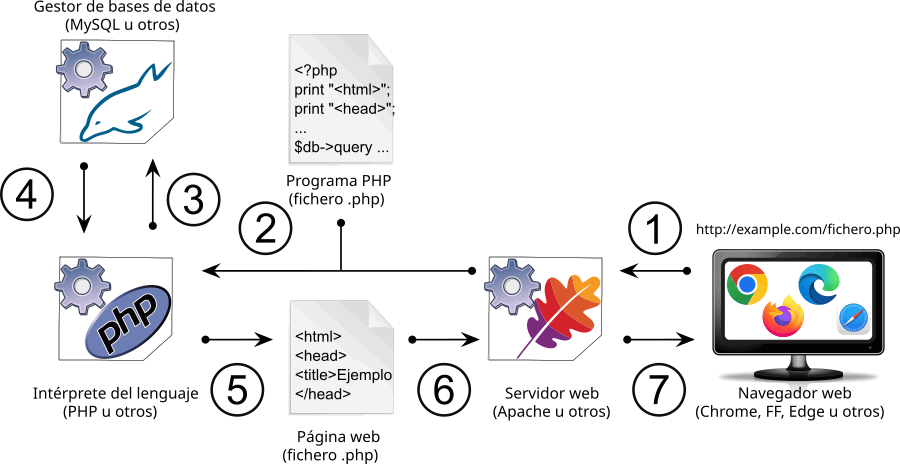 Gestor de bases de datos
(MySQL u otros)
<?php
print "<html>";
print "<head>";
...
$db->query ...
Programa PHP
(fichero .php)
4
3
2
1
http://example.com/fichero.php
php
Intérprete del lenguaje
(PHP u otros)
5
<html>
<head>
<title>Ejemplo
</head>
Página web
(fichero .php)
6
Servidor web
(Apache u otros)
7
Navegador web
(Chrome, FF, Edge u otros)